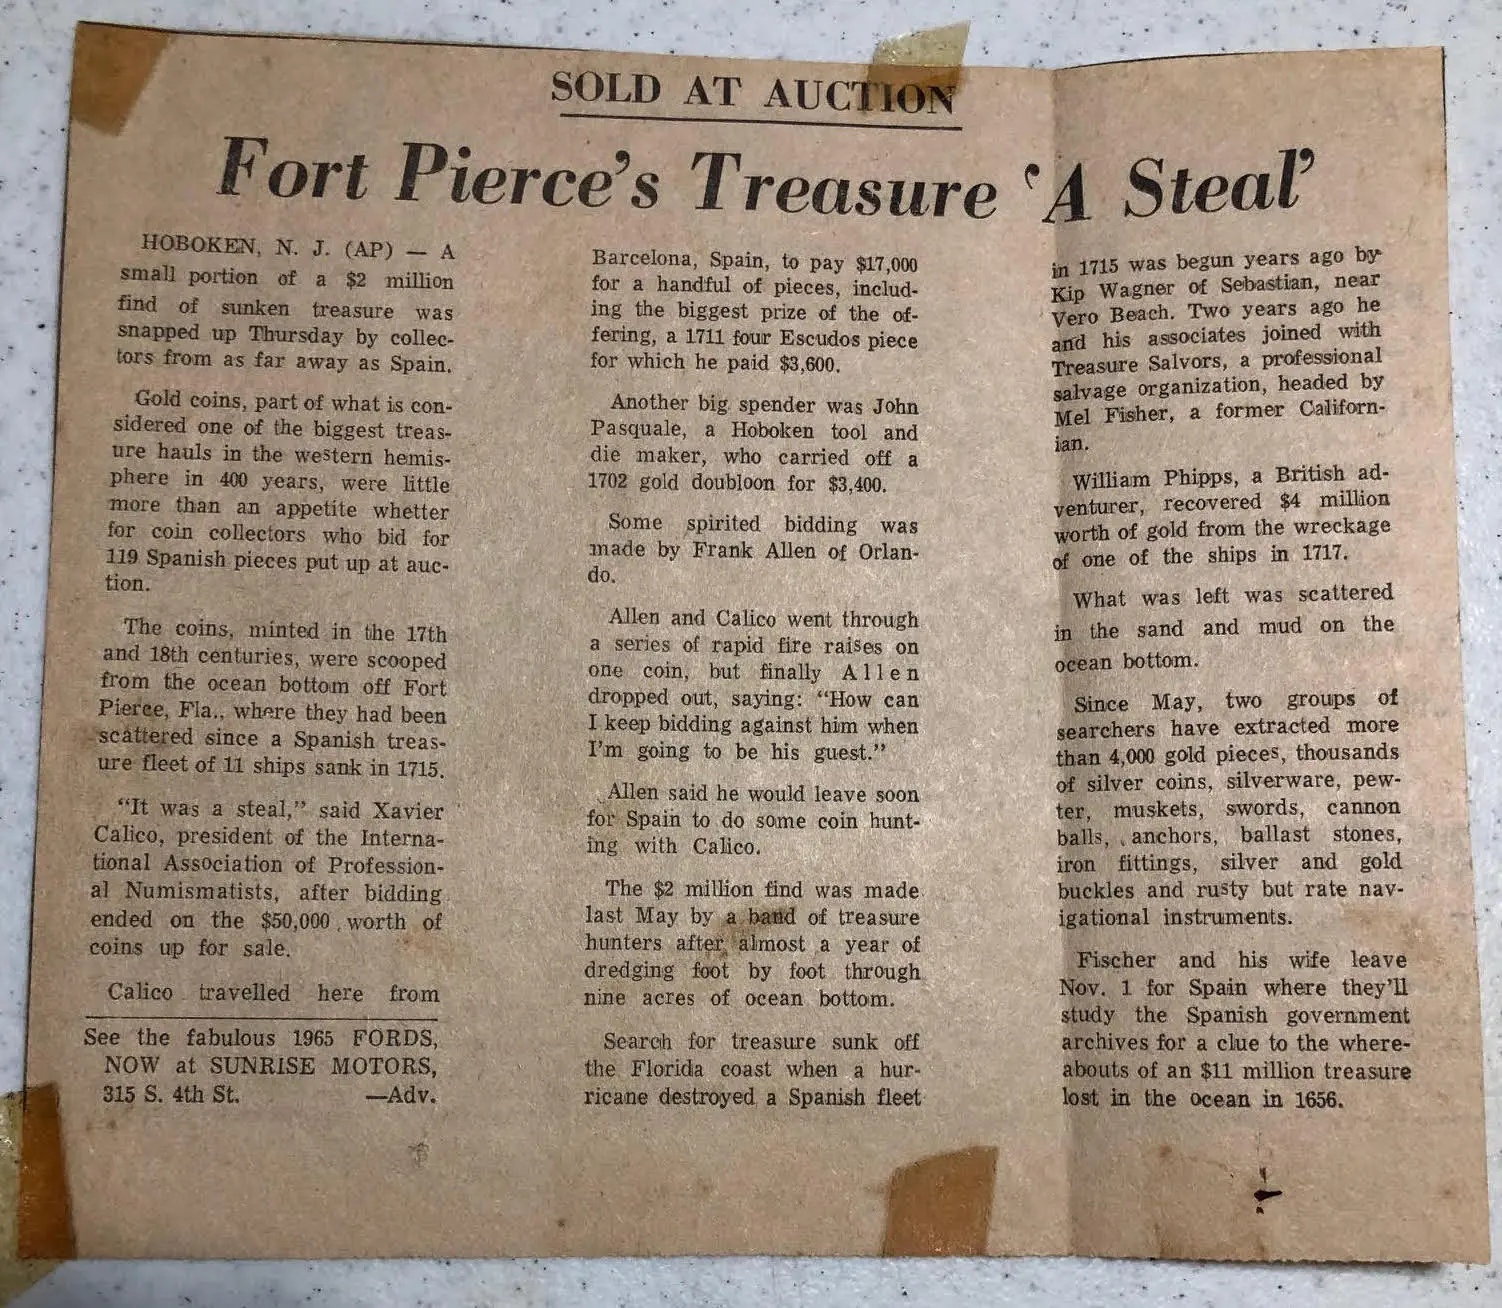 SOLD AT AUCTION
Fort Pierce's Treasure 'A Steal'
HOBOKEN, N. J. (AP) — A
small portion of a $2 million
find of sunken treasure was
snapped up Thursday by collec-
tors from as far away as Spain.
Gold coins, part of what is con-
sidered one of the biggest treas-
ure hauls in the western hemis-
phere in 400 years, were little
more than an appetite whetter
for coin collectors who bid for
119 Spanish pieces put up at auc-
tion.
The coins, minted in the 17th
and 18th centuries, were scooped
from the ocean bottom off Fort
Pierce, Fla., where they had been
scattered since a Spanish treas-
ure fleet of 11 ships sank in 1715.
"It was a steal," said Xavier
Calico, president of the Interna-
tional Association of Profession-
al Numismatists, after bidding
ended on the $50,000 worth of
coins up for sale.
Calico travelled here from
See the fabulous 1965 FORDS,
NOW at SUNRISE MOTORS,
315 S. 4th St. —Adv.
Barcelona, Spain, to pay $17,000
for a handful of pieces, includ-
ing the biggest prize of the of-
fering, a 1711 four Escudos piece
for which he paid $3,600.
Another big spender was John
Pasquale, a Hoboken tool and
die maker, who carried off a
1702 gold doubloon for $3,400.
Some spirited bidding was
made by Frank Allen of Orlan-
do.
Allen and Calico went through
a series of rapid fire raises on
one coin, but finally Allen
dropped out, saying: "How can
I keep bidding against him when
I'm going to be his guest."
Allen said he would leave soon
for Spain to do some coin hunt-
ing with Calico.
The $2 million find was made
last May by a band of treasure
hunters after almost a year of
dredging foot by foot through
nine acres of ocean bottom.
Search for treasure sunk off
the Florida coast when a hur-
ricane destroyed a Spanish fleet
in 1715 was begun years ago by
Kip Wagner of Sebastian, near
Vero Beach. Two years ago he
and his associates joined with
Treasure Salvors, a professional
salvage organization, headed by
Mel Fisher, a former Californ-
ian.
William Phipps, a British ad-
venturer, recovered $4 million
worth of gold from the wreckage
of one of the ships in 1717.
What was left was scattered
in the sand and mud on the
ocean bottom.
Since May, two groups of
searchers have extracted more
than 4,000 gold pieces, thousands
of silver coins, silverware, pew-
ter, muskets, swords, cannon
balls, anchors, ballast stones,
iron fittings, silver and gold
buckles and rusty but rate nav-
igational instruments.
Fischer and his wife leave
Nov. 1 for Spain where they'll
study the Spanish government
archives for a clue to the where-
abouts of an $11 million treasure
lost in the ocean in 1656.